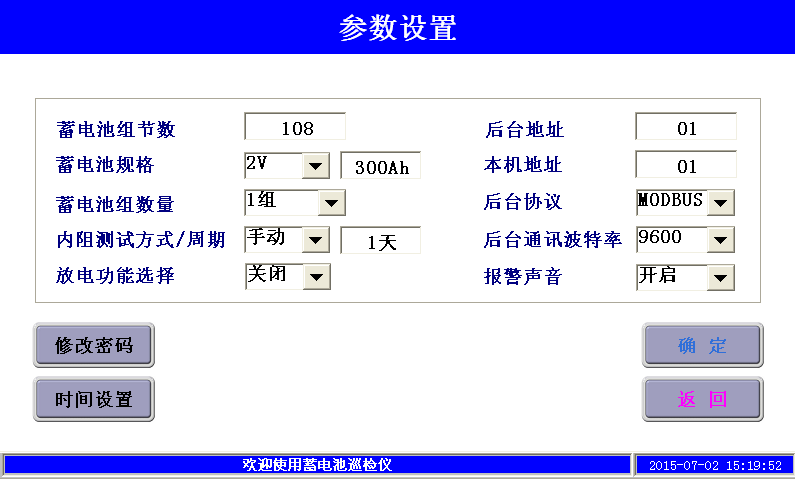 参数设置
蓄电池组节数 108 后台地址 01
蓄电池规格 2V 300Ah 本机地址 01
蓄电池组数量 1组 后台协议 MODBUS
内阻测试方式/周期 手动 1天 后台通讯波特率 9600
放电功能选择 关闭 报警声音 开启
修改密码 确 定
时间设置 返 回
欢迎使用蓄电池巡检仪 2015-07-02 15:19:52